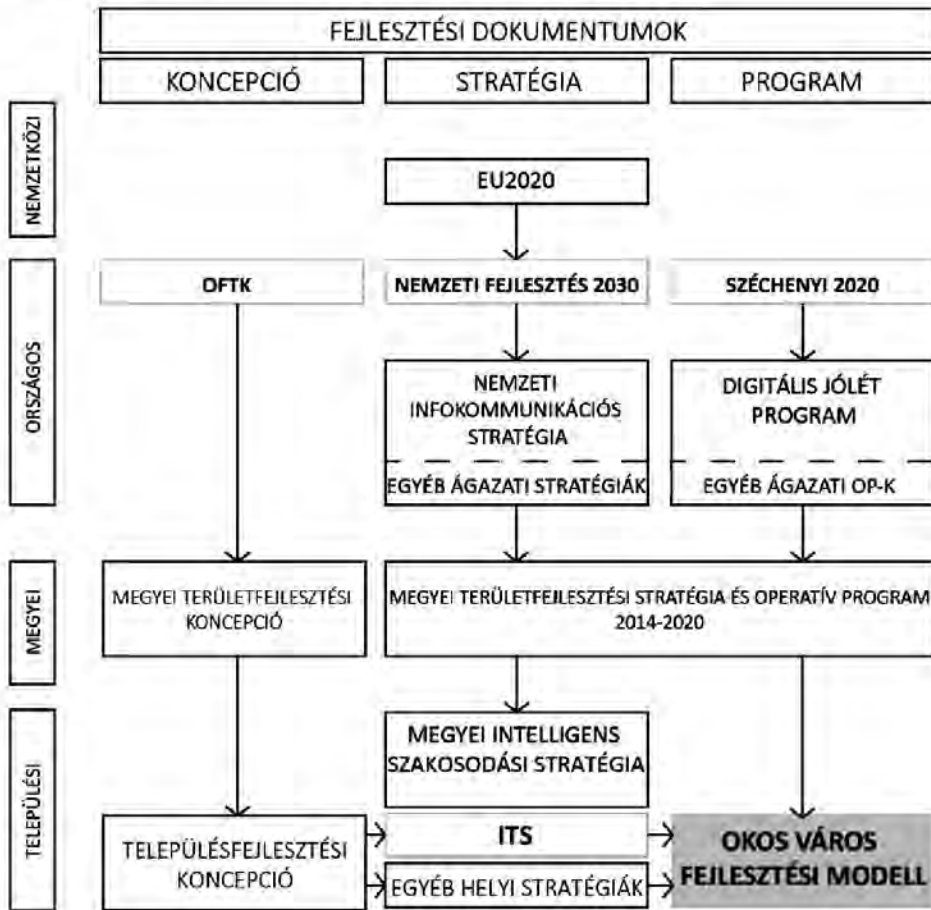 FEJLESZTÉSI DOKUMENTUMOK
KONCEPCIÓ
STRATÉGIA
PROGRAM
NEMZETKÖZI
EU2020
ORSZÁGOS
OFTK
NEMZETI FEJLESZTÉS 2030
SZÉCHENYI 2020
NEMZETI
INFOKOMMUNIKÁCIÓS
STRATÉGIA
EGYÉB ÁGAZATI STRATÉGIÁK
DIGITÁLIS JÓLÉT
PROGRAM
EGYÉB ÁGAZATI OP-K
MEGYEI
MEGYEI TERÜLETFEJLESZTÉSI
KONCEPCIÓ
MEGYEI TERÜLETFEJLESZTÉSI STRATÉGIA ÉS OPERATÍV PROGRAM
2014-2020
TELEPÜLÉSI
MEGYEI INTELLIGENS
SZAKOSODÁSI STRATÉGIA
TELEPÜLÉSFEJLESZTÉSI
KONCEPCIÓ
ITS
EGYÉB HELYI STRATÉGIÁK
OKOS VÁROS
FEJLESZTÉSI MODELL